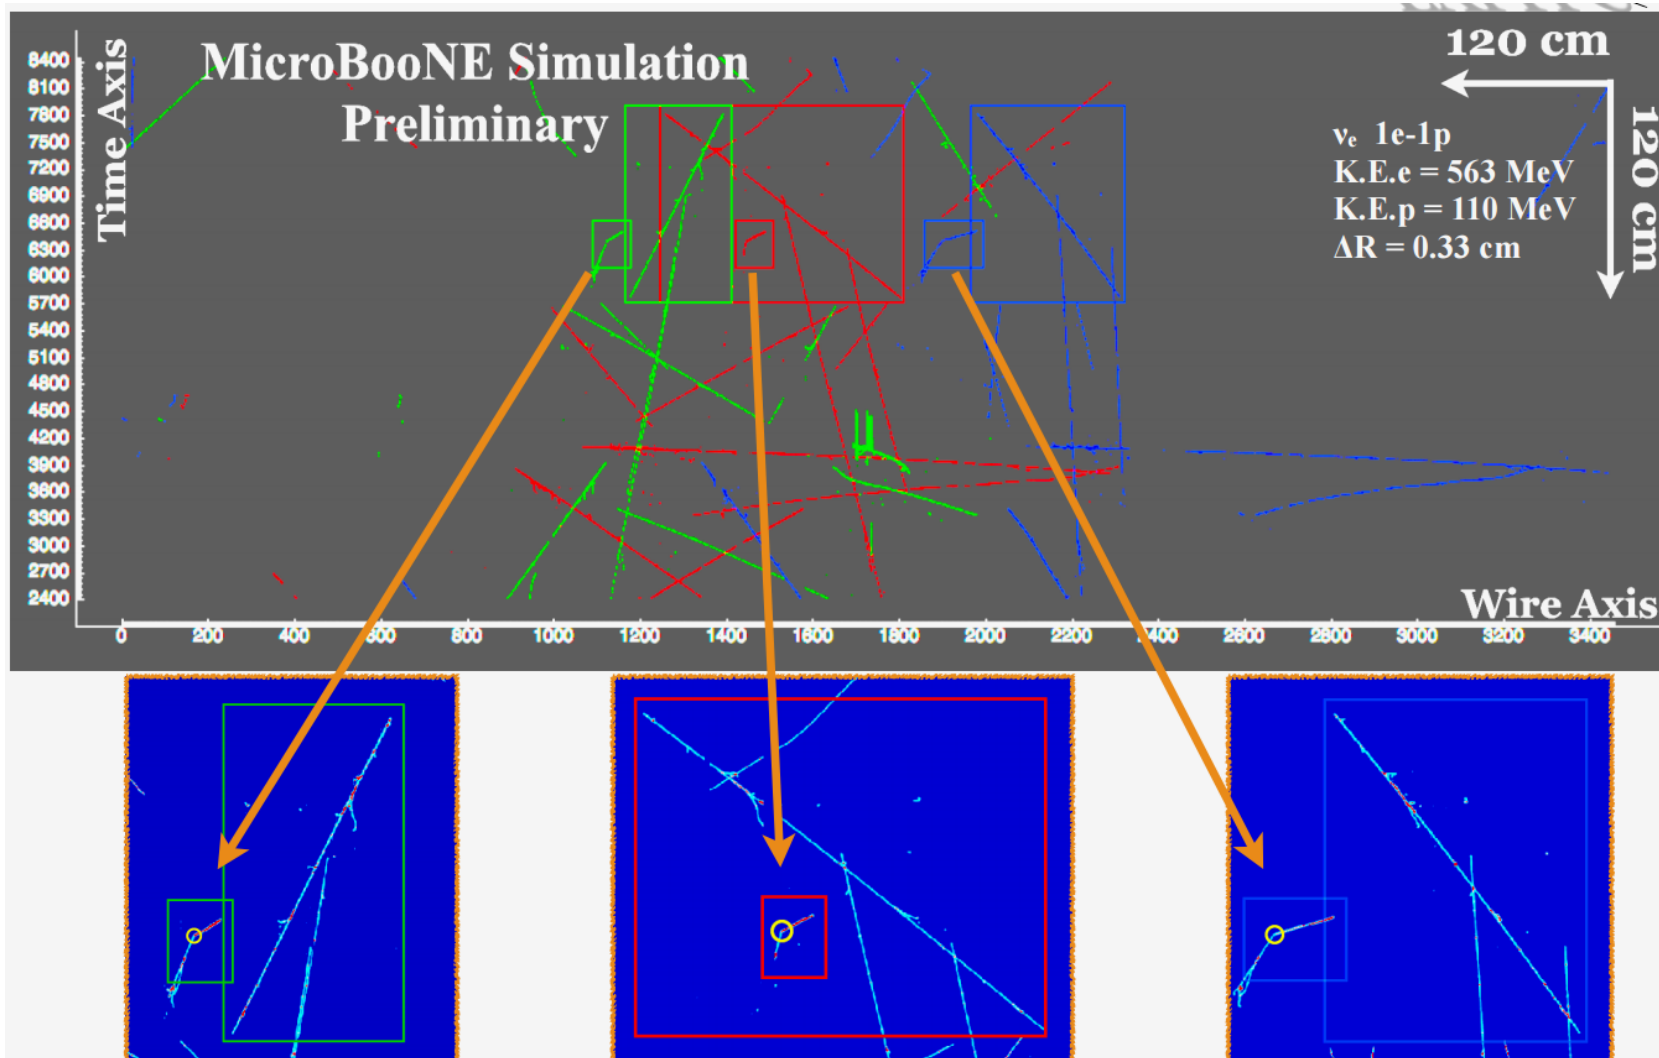 MicroBooNE Simulation
Preliminary
120 cm
120 cm
νₑ 1e-1p
K.E.e = 563 MeV
K.E.p = 110 MeV
ΔR = 0.33 cm
Time Axis
8400
8100
7800
7500
7200
6900
6600
6300
6000
5700
5400
5100
4800
4500
4200
3900
3600
3300
3000
2700
2400
Wire Axis
0 200 400 600 800 1000 1200 1400 1600 1800 2000 2200 2400 2600 2800 3000 3200 3400